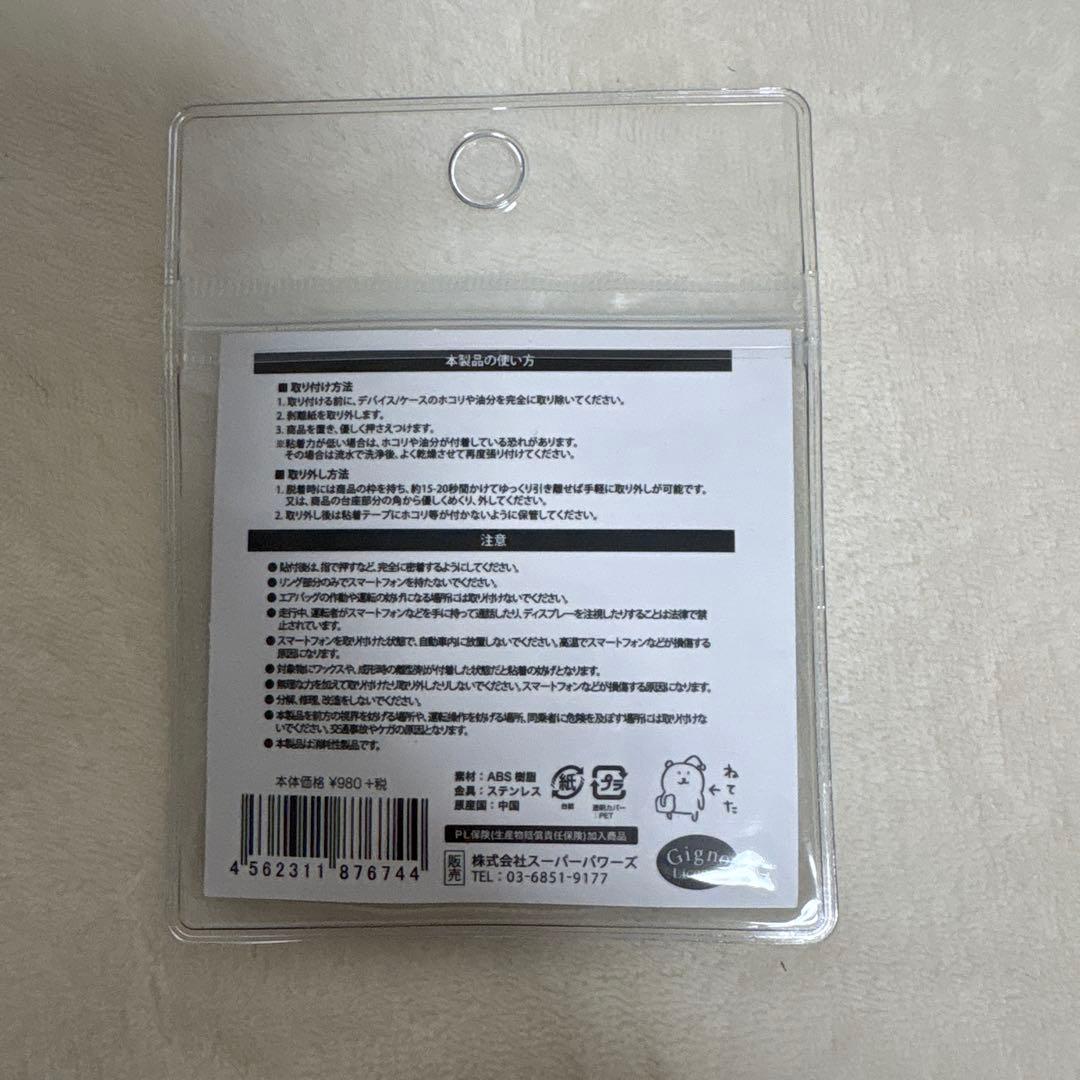 本製品の使い方
■ 取り付け方法
1. 取り付ける前に、デバイス/ケースのホコリや油分を完全に取り除いてください。
2. 剥離紙を取り外します。
3. 商品を置き、優しく押さえつけます。
※粘着力が低い場合は、ホコリや油分が付着している恐れがあります。
その場合は流水で洗浄後、よく乾燥させて再度張り付けてください。
■ 取り外し方法
1. 脱着時には商品の枠を持ち、約15-20秒間かけてゆっくり引き離せば手軽に取り外しが可能です。
又は、商品の台座部分の角から優しくめくり、外してください。
2. 取り外し後は粘着テープにホコリ等が付かないように保管してください。
注意
● 貼付後は、指で押すなど、完全に密着するようにしてください。
● リング部分のみでスマートフォンを持たないでください。
● エアバッグの作動や運転の妨げになる場所には取り付けないでください。
● 走行中、運転者がスマートフォンなどを手に持って通話したり、ディスプレーを注視したりすることは法律で禁
止されています。
● スマートフォンを取り付けた状態で、自動車内に放置しないでください。高温でスマートフォンなどが損傷する
原因になります。
● 対象物にワックスや、成形時の離型剤が付着した状態だと粘着の妨げとなります。
● 無理な力を加えて取り付けたり取り外したりしないでください。スマートフォンなどが損傷する原因になります。
● 分解、修理、改造をしないでください。
● 本製品を前方の視界を妨げる場所や、運転操作を妨げる場所、同乗者に危険を及ぼす場所には取り付けな
いでください。交通事故やケガの原因となります。
● 本製品は消耗性製品です。
本体価格 ¥980+税
素材：ABS 樹脂
金具：ステンレス
原産国：中国
紙
台紙
プラ
透明カバー
:PET
ねてた
PL保険(生産物賠償責任保険)加入商品
4 562311 876744
販売
株式会社スーパーパワーズ
TEL：03-6851-9177